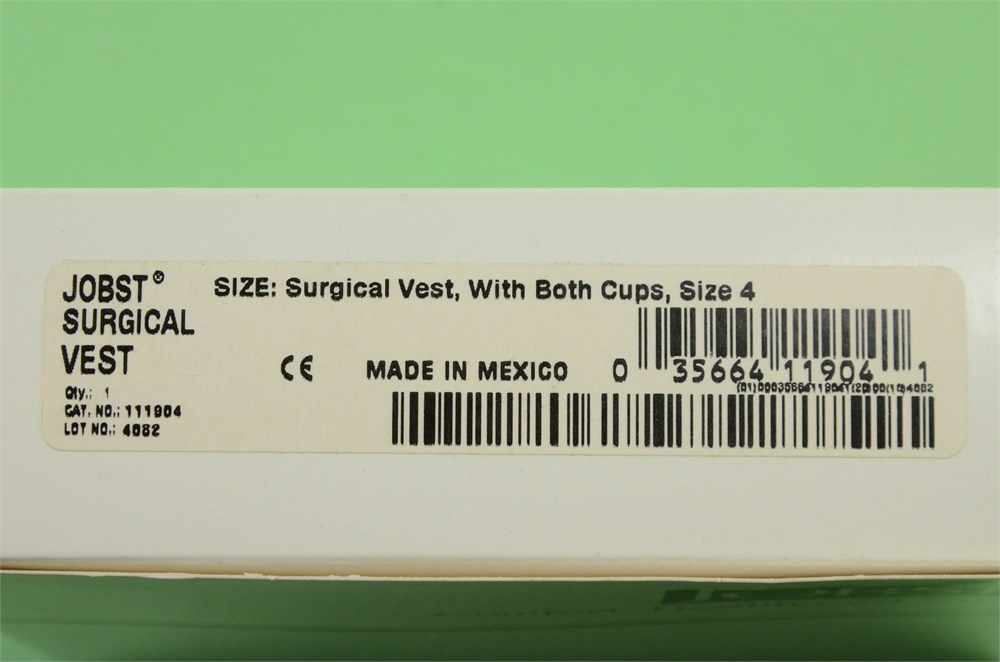 JOBST®
SURGICAL
VEST
SIZE: Surgical Vest, With Both Cups, Size 4
CE
MADE IN MEXICO
0 35664 11904 1
Qty.: 1
CAT. NO.: 111904
LOT NO.: 4082